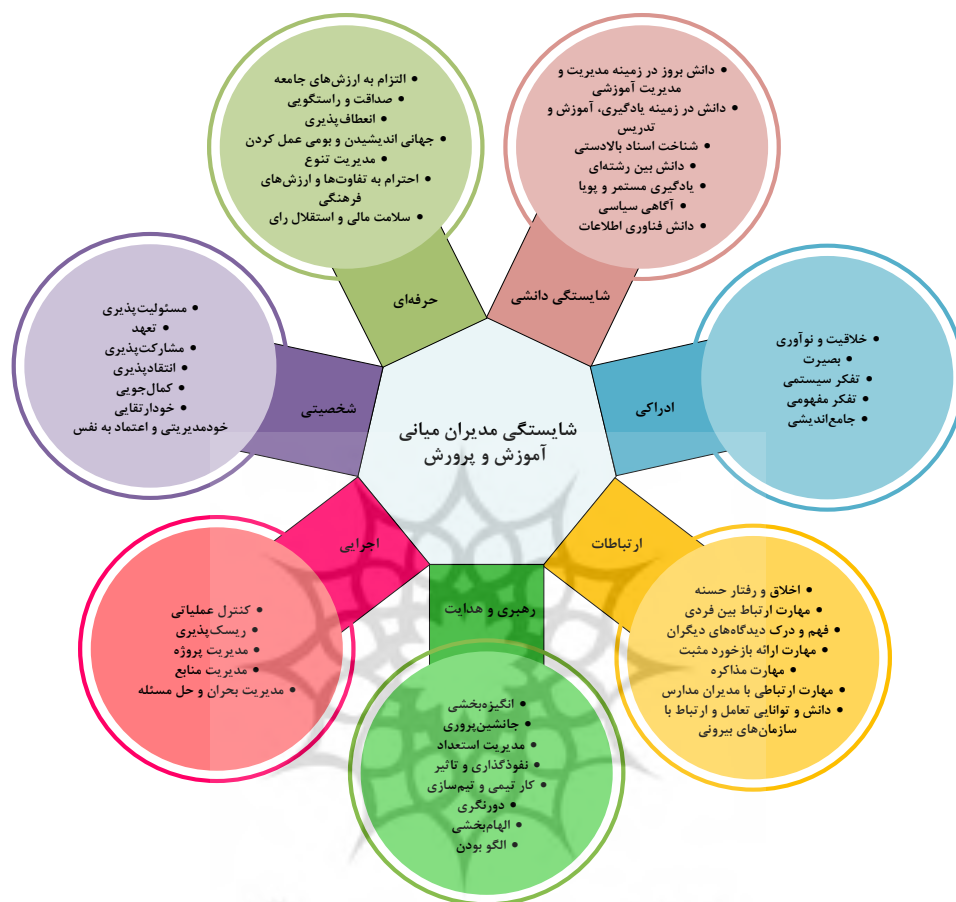 شایستگی مدیران میانی
آموزش و پرورش
شایستگی دانشی
• دانش بروز در زمینه مدیریت و
مدیریت آموزشی
• دانش در زمینه یادگیری، آموزش و
تدریس
• شناخت اسناد بالادستی
• دانش بین رشته‌ای
• یادگیری مستمر و پویا
• آگاهی سیاسی
• دانش فناوری اطلاعات
ادراکی
• خلاقیت و نوآوری
• بصیرت
• تفکر سیستمی
• تفکر مفهومی
• جامع‌اندیشی
ارتباطات
• اخلاق و رفتار حسنه
• مهارت ارتباط بین فردی
• فهم و درک دیدگاه‌های دیگران
• مهارت ارائه بازخورد مثبت
• مهارت مذاکره
• مهارت ارتباطی با مدیران مدارس
• دانش و توانایی تعامل و ارتباط با
سازمان‌های بیرونی
رهبری و هدایت
• انگیزه‌بخشی
• جانشین‌پروری
• مدیریت استعداد
• نفوذگذاری و تاثیر
• کار تیمی و تیم‌سازی
• دورنگری
• الهام‌بخشی
• الگو بودن
اجرایی
• کنترل عملیاتی
• ریسک‌پذیری
• مدیریت پروژه
• مدیریت منابع
• مدیریت بحران و حل مسئله
شخصیتی
• مسئولیت‌پذیری
• تعهد
• مشارکت‌پذیری
• انتقادپذیری
• کمال‌جویی
• خودارتقایی
خودمدیریتی و اعتماد به نفس
حرفه‌ای
• التزام به ارزش‌های جامعه
• صداقت و راستگویی
• انعطاف‌پذیری
• جهانی اندیشیدن و بومی عمل کردن
• مدیریت تنوع
• احترام به تفاوت‌ها و ارزش‌های
فرهنگی
• سلامت مالی و استقلال رای